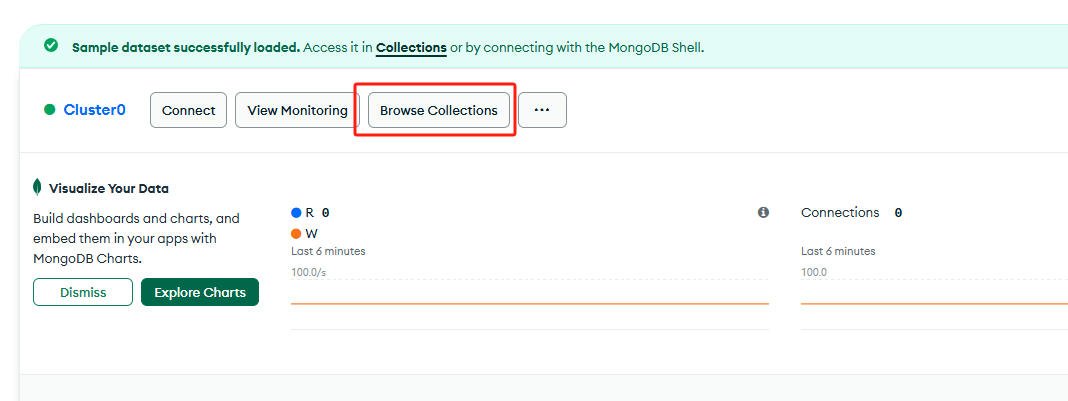 Sample dataset successfully loaded. Access it in Collections or by connecting with the MongoDB Shell.
Cluster0 Connect View Monitoring Browse Collections ...
Visualize Your Data
Build dashboards and charts, and
embed them in your apps with
MongoDB Charts.
Dismiss Explore Charts
R 0
W
Last 6 minutes
100.0/s
Connections 0
Last 6 minutes
100.0